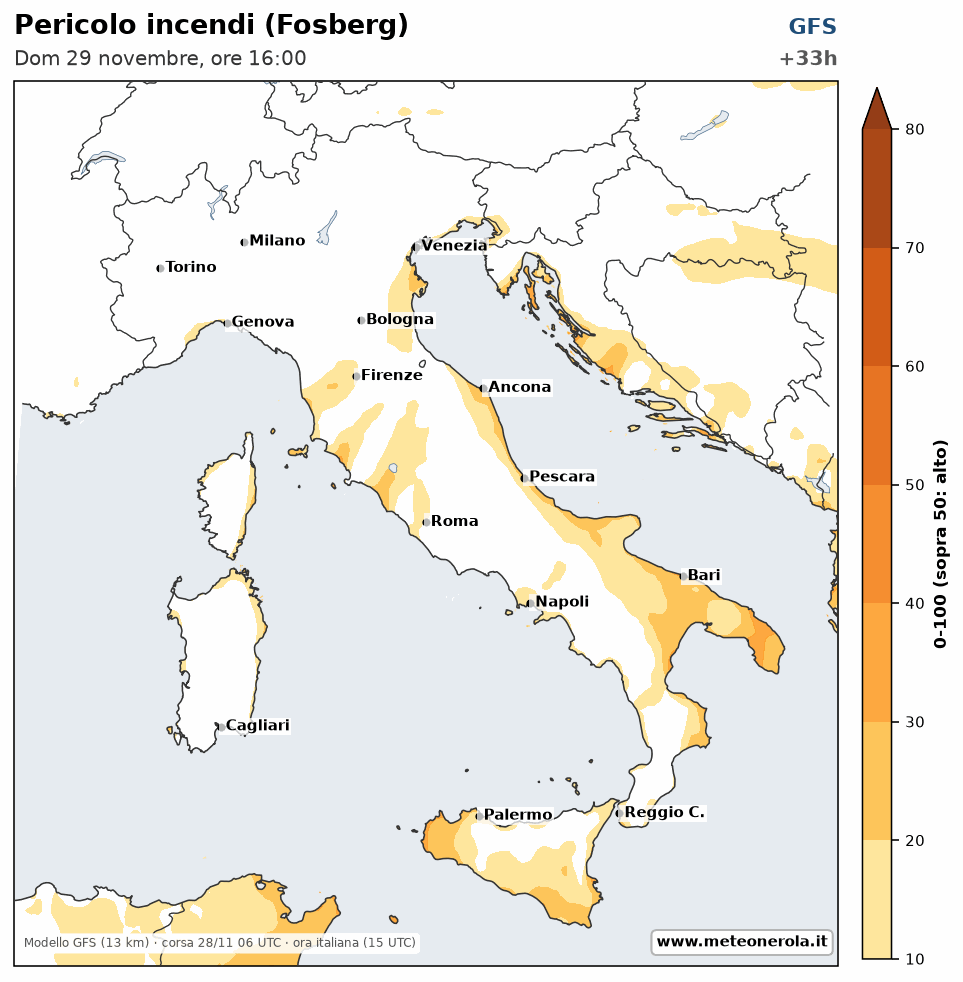 Pericolo incendi (Fosberg)
GFS
Dom 29 novembre, ore 16:00
+33h
Milano
Venezia
Torino
Genova
Bologna
Firenze
Ancona
Pescara
Roma
Bari
Napoli
Cagliari
Palermo
Reggio C.
80
70
60
50
40
30
20
10
0-100 (sopra 50: alto)
Modello GFS (13 km) · corsa 28/11 06 UTC · ora italiana (15 UTC)
www.meteonerola.it